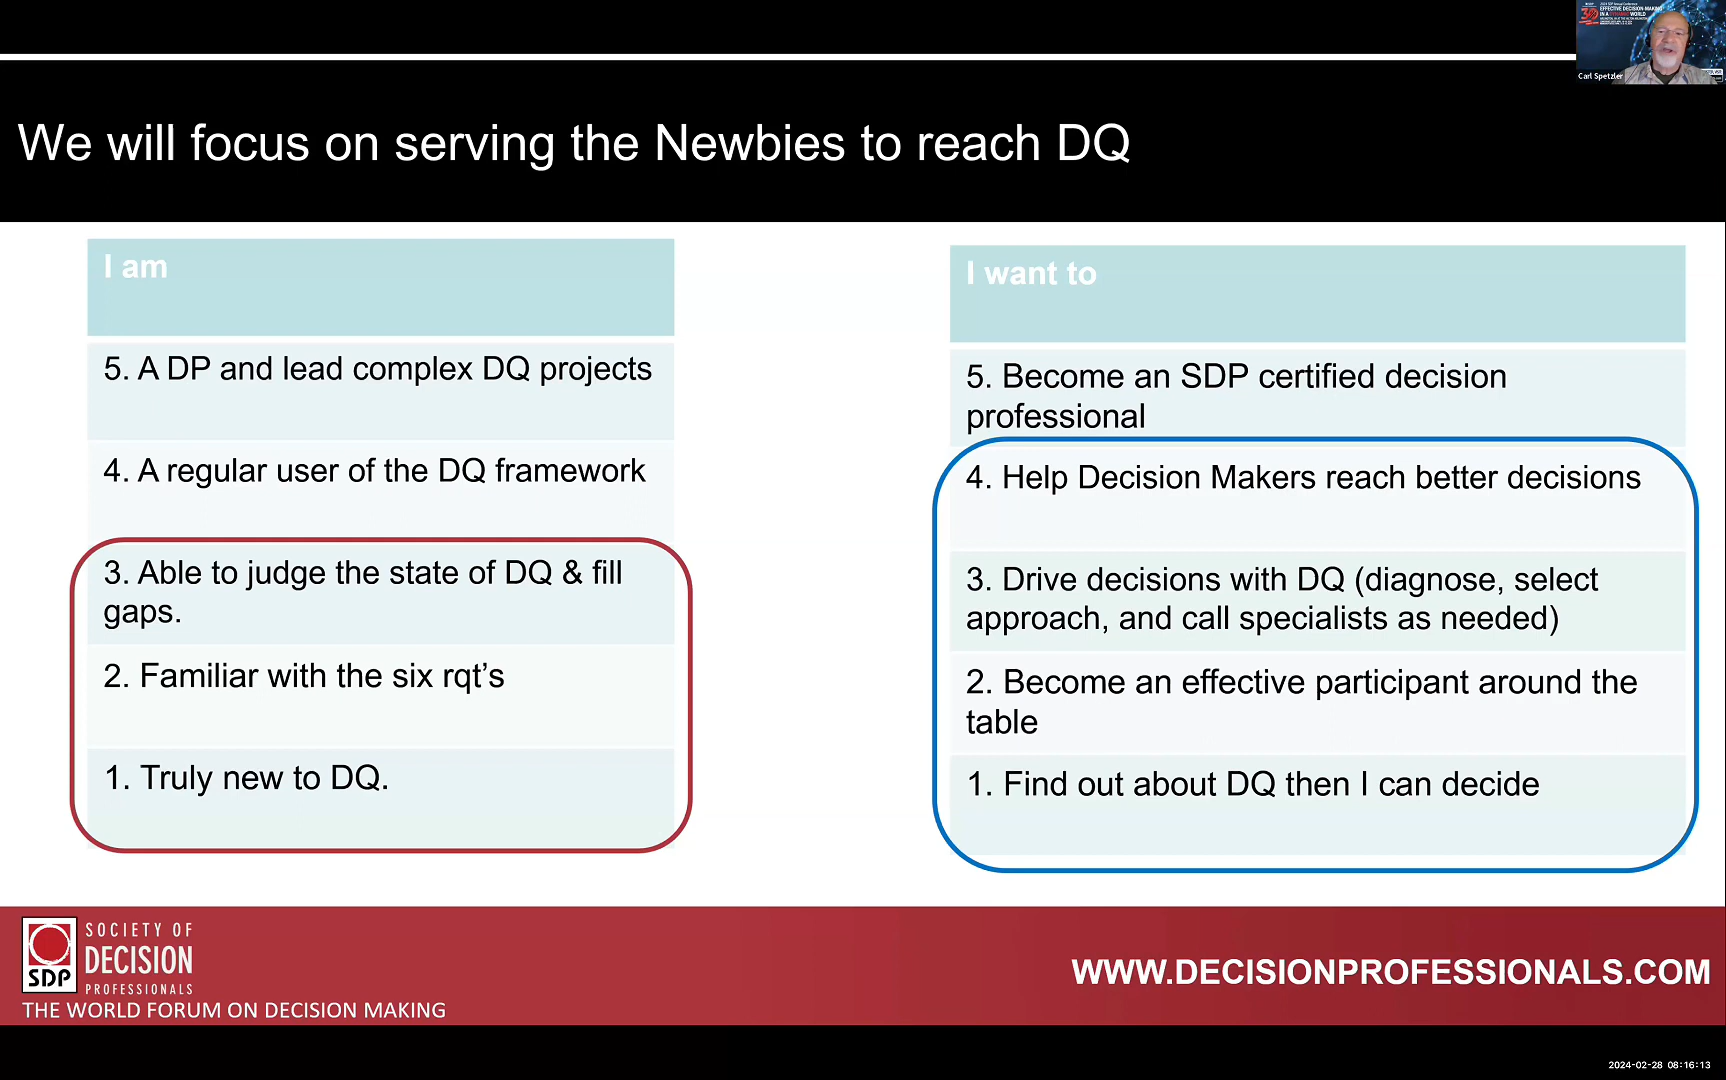 EFFECTIVE DECISION-MAKING
Carl Spetzler
We will focus on serving the Newbies to reach DQ
I am
5. A DP and lead complex DQ projects
4. A regular user of the DQ framework
3. Able to judge the state of DQ & fill
gaps.
2. Familiar with the six rqt’s
1. Truly new to DQ.
I want to
5. Become an SDP certified decision
professional
4. Help Decision Makers reach better decisions
3. Drive decisions with DQ (diagnose, select
approach, and call specialists as needed)
2. Become an effective participant around the
table
1. Find out about DQ then I can decide
SDP
SOCIETY OF
DECISION
PROFESSIONALS
THE WORLD FORUM ON DECISION MAKING
WWW.DECISIONPROFESSIONALS.COM
2024-02-28 08:16:13